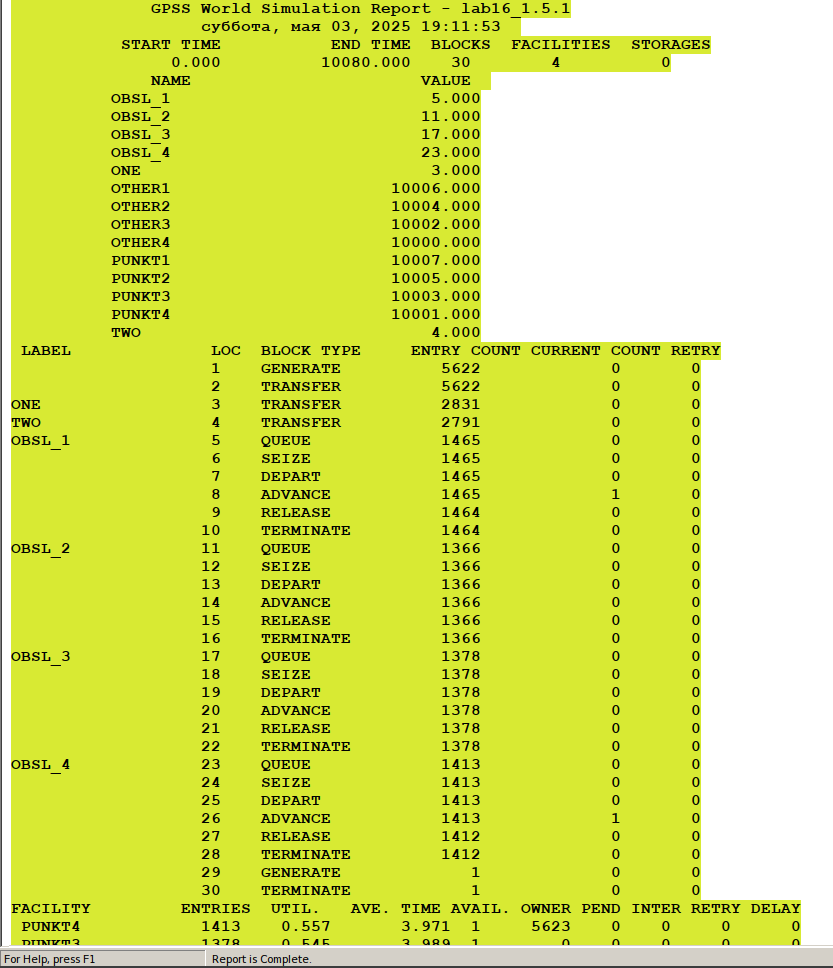 GPSS World Simulation Report - lab16_1.5.1
суббота, мая 03, 2025 19:11:53
START TIME END TIME BLOCKS FACILITIES STORAGES
0.000 10080.000 30 4 0
NAME VALUE
OBSL_1 5.000
OBSL_2 11.000
OBSL_3 17.000
OBSL_4 23.000
ONE 3.000
OTHER1 10006.000
OTHER2 10004.000
OTHER3 10002.000
OTHER4 10000.000
PUNKT1 10007.000
PUNKT2 10005.000
PUNKT3 10003.000
PUNKT4 10001.000
TWO 4.000
LABEL LOC BLOCK TYPE ENTRY COUNT CURRENT COUNT RETRY
1 GENERATE 5622 0 0
2 TRANSFER 5622 0 0
ONE 3 TRANSFER 2831 0 0
TWO 4 TRANSFER 2791 0 0
OBSL_1 5 QUEUE 1465 0 0
6 SEIZE 1465 0 0
7 DEPART 1465 0 0
8 ADVANCE 1465 1 0
9 RELEASE 1464 0 0
10 TERMINATE 1464 0 0
OBSL_2 11 QUEUE 1366 0 0
12 SEIZE 1366 0 0
13 DEPART 1366 0 0
14 ADVANCE 1366 0 0
15 RELEASE 1366 0 0
16 TERMINATE 1366 0 0
OBSL_3 17 QUEUE 1378 0 0
18 SEIZE 1378 0 0
19 DEPART 1378 0 0
20 ADVANCE 1378 0 0
21 RELEASE 1378 0 0
22 TERMINATE 1378 0 0
OBSL_4 23 QUEUE 1413 0 0
24 SEIZE 1413 0 0
25 DEPART 1413 0 0
26 ADVANCE 1413 1 0
27 RELEASE 1412 0 0
28 TERMINATE 1412 0 0
29 GENERATE 1 0 0
30 TERMINATE 1 0 0
FACILITY ENTRIES UTIL. AVE. TIME AVAIL. OWNER PEND INTER RETRY DELAY
PUNKT4 1413 0.557 3.971 1 5623 0 0 0 0
PUNKT3 1378 0.545 3.989 1 0 0 0 0 0
For Help, press F1 Report is Complete.